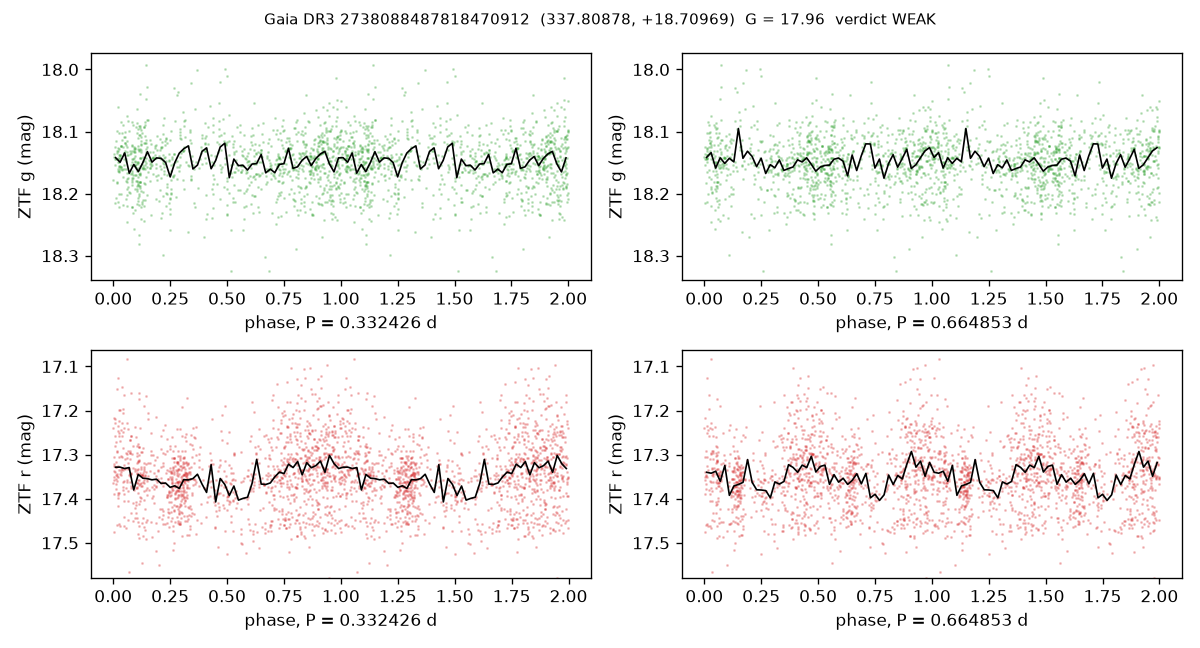 Gaia DR3 2738088487818470912 (337.80878, +18.70969) G = 17.96 verdict WEAK
18.0
18.1
18.2
18.3
ZTF g (mag)
0.00 0.25 0.50 0.75 1.00 1.25 1.50 1.75 2.00
phase, P = 0.332426 d
18.0
18.1
18.2
18.3
ZTF g (mag)
0.00 0.25 0.50 0.75 1.00 1.25 1.50 1.75 2.00
phase, P = 0.664853 d
17.1
17.2
17.3
17.4
17.5
ZTF r (mag)
0.00 0.25 0.50 0.75 1.00 1.25 1.50 1.75 2.00
phase, P = 0.332426 d
17.1
17.2
17.3
17.4
17.5
ZTF r (mag)
0.00 0.25 0.50 0.75 1.00 1.25 1.50 1.75 2.00
phase, P = 0.664853 d